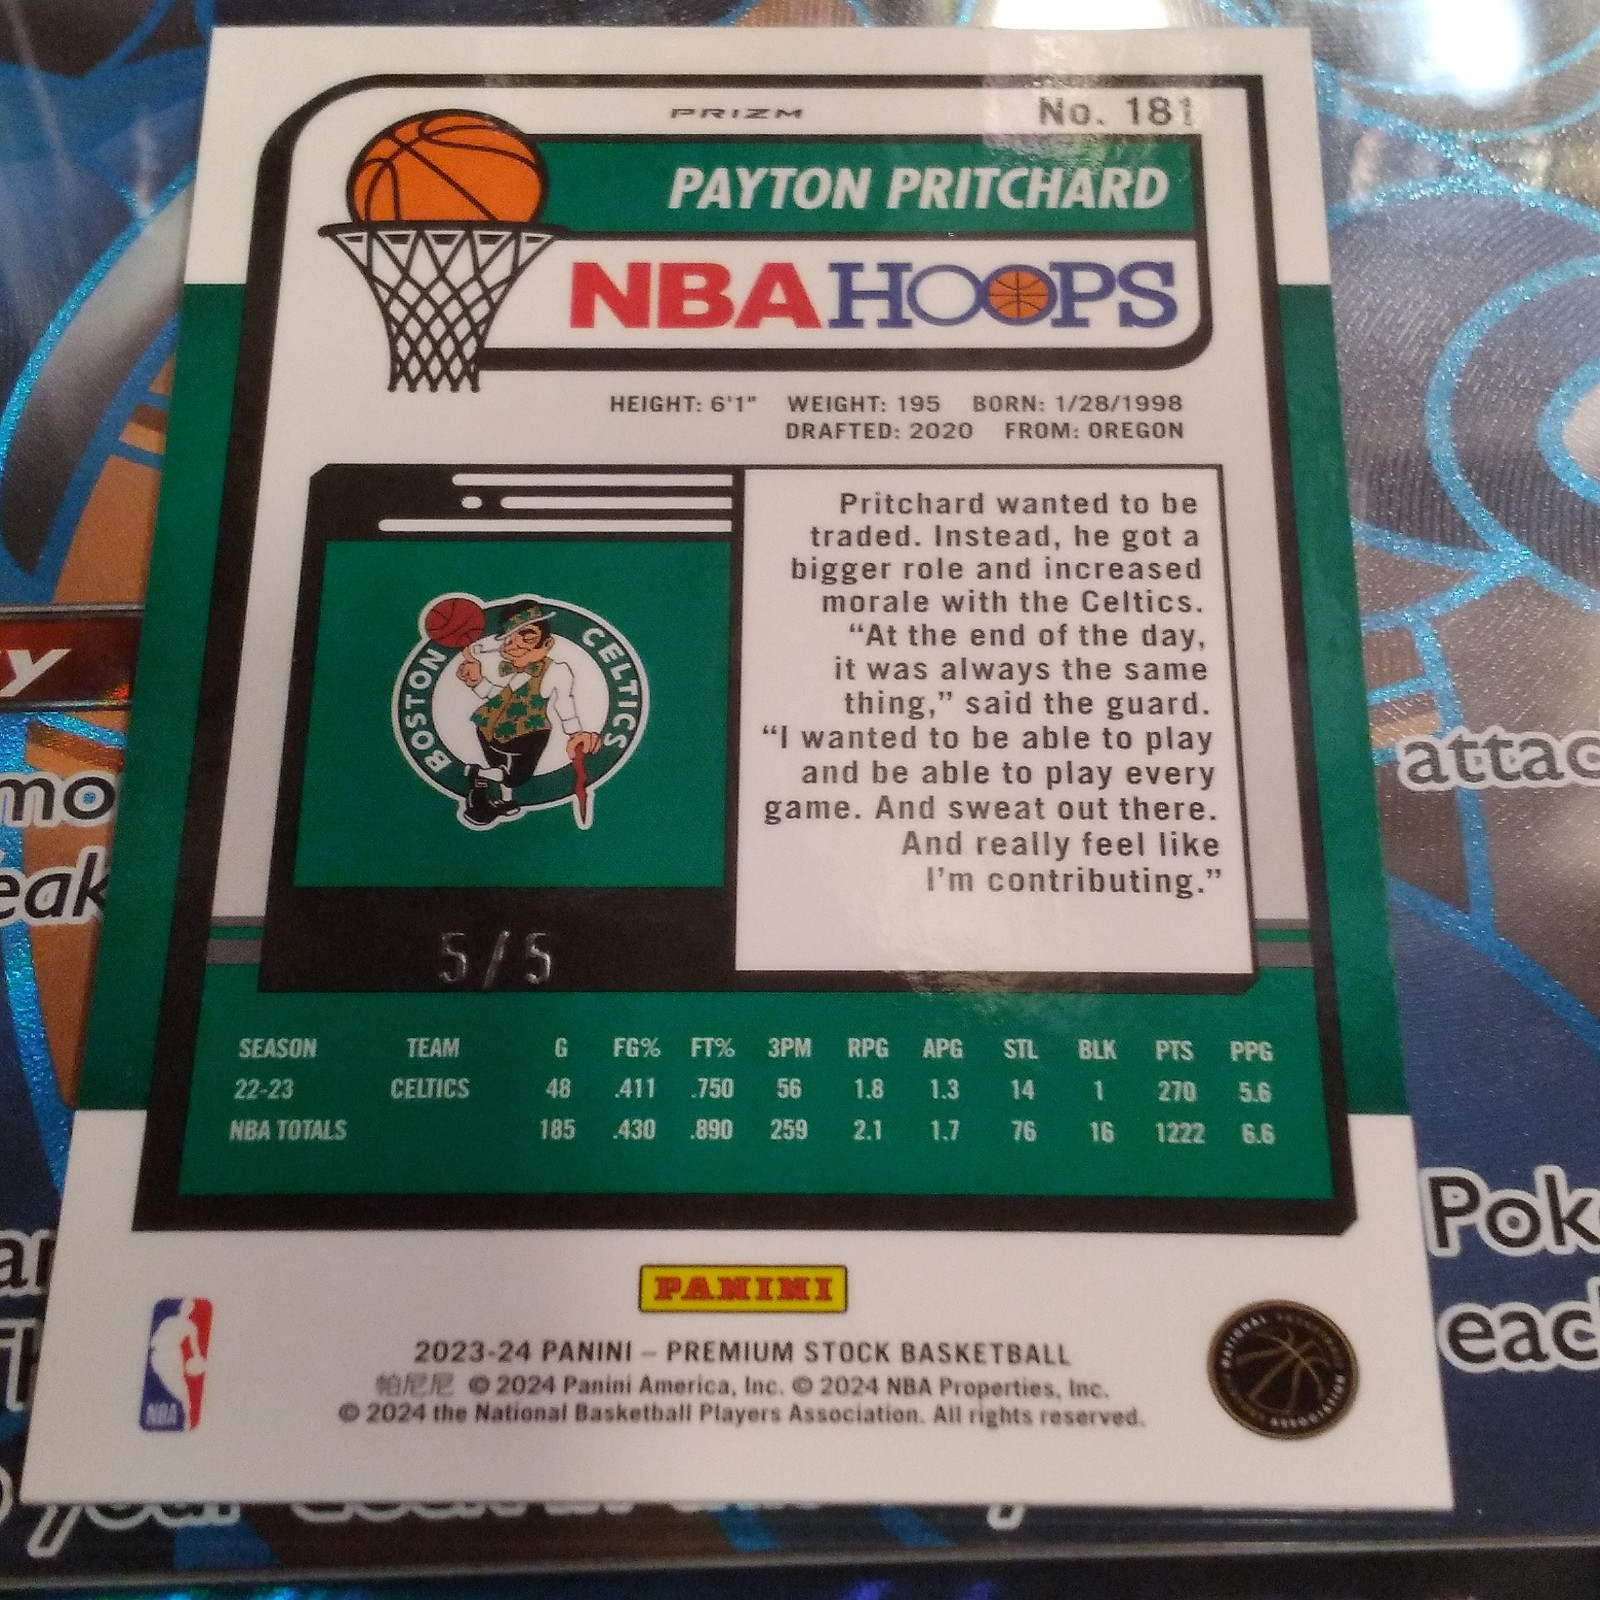 PRIZM
No. 181
PAYTON PRITCHARD
NBA HOOPS
HEIGHT: 6'1" WEIGHT: 195 BORN: 1/28/1998
DRAFTED: 2020 FROM: OREGON
BOSTON CELTICS
Pritchard wanted to be
traded. Instead, he got a
bigger role and increased
morale with the Celtics.
“At the end of the day,
it was always the same
thing,” said the guard.
“I wanted to be able to play
and be able to play every
game. And sweat out there.
And really feel like
I'm contributing.”
5/5
SEASON TEAM G FG% FT% 3PM RPG APG STL BLK PTS PPG
22-23 CELTICS 48 .411 .750 56 1.8 1.3 14 1 270 5.6
NBA TOTALS 185 .430 .890 259 2.1 1.7 76 16 1222 6.6
PANINI
2023-24 PANINI – PREMIUM STOCK BASKETBALL
帕尼尼 © 2024 Panini America, Inc. © 2024 NBA Properties, Inc.
© 2024 the National Basketball Players Association. All rights reserved.
NBA
NATIONAL ASSOCIATION
attac
mo
eak
Pok
eac